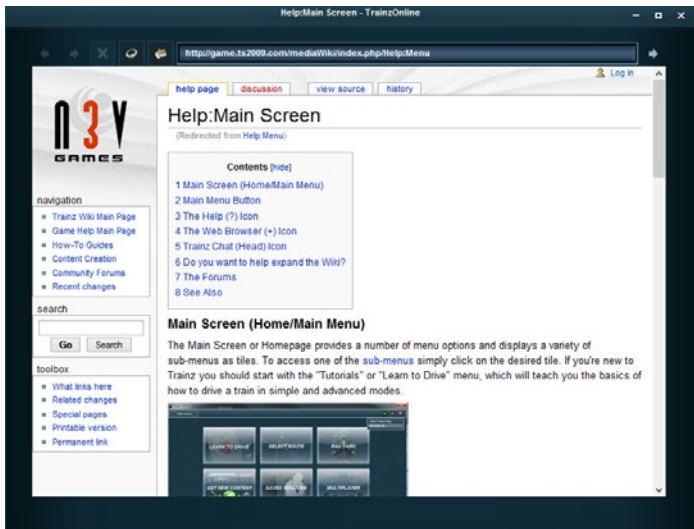 Help:Main Screen - TrainzOnline
http://game.ts2009.com/mediaWiki/index.php/Help:Menu
Log in
help page discussion view source history
N3V
GAMES
Help:Main Screen
(Redirected from Help:Menu)
Contents [hide]
1 Main Screen (Home/Main Menu)
2 Main Menu Button
3 The Help (?) Icon
4 The Web Browser (+) Icon
5 Trainz Chat (Head) Icon
6 Do you want to help expand the Wiki?
7 The Forums
8 See Also
navigation
Trainz Wiki Main Page
Game Help Main Page
How-To Guides
Content Creation
Community Forums
Recent changes
search
Go Search
toolbox
What links here
Related changes
Special pages
Printable version
Permanent link
Main Screen (Home/Main Menu)
The Main Screen or Homepage provides a number of menu options and displays a variety of
sub-menus as tiles. To access one of the sub-menus simply click on the desired tile. If you're new to
Trainz you should start with the "Tutorials" or "Learn to Drive" menu, which will teach you the basics of
how to drive a train in simple and advanced modes.
LEARN TO DRIVE SELECT ROUTE RAILYARD
GET NEW CONTENT SAVED SESSIONS MULTIPLAYER